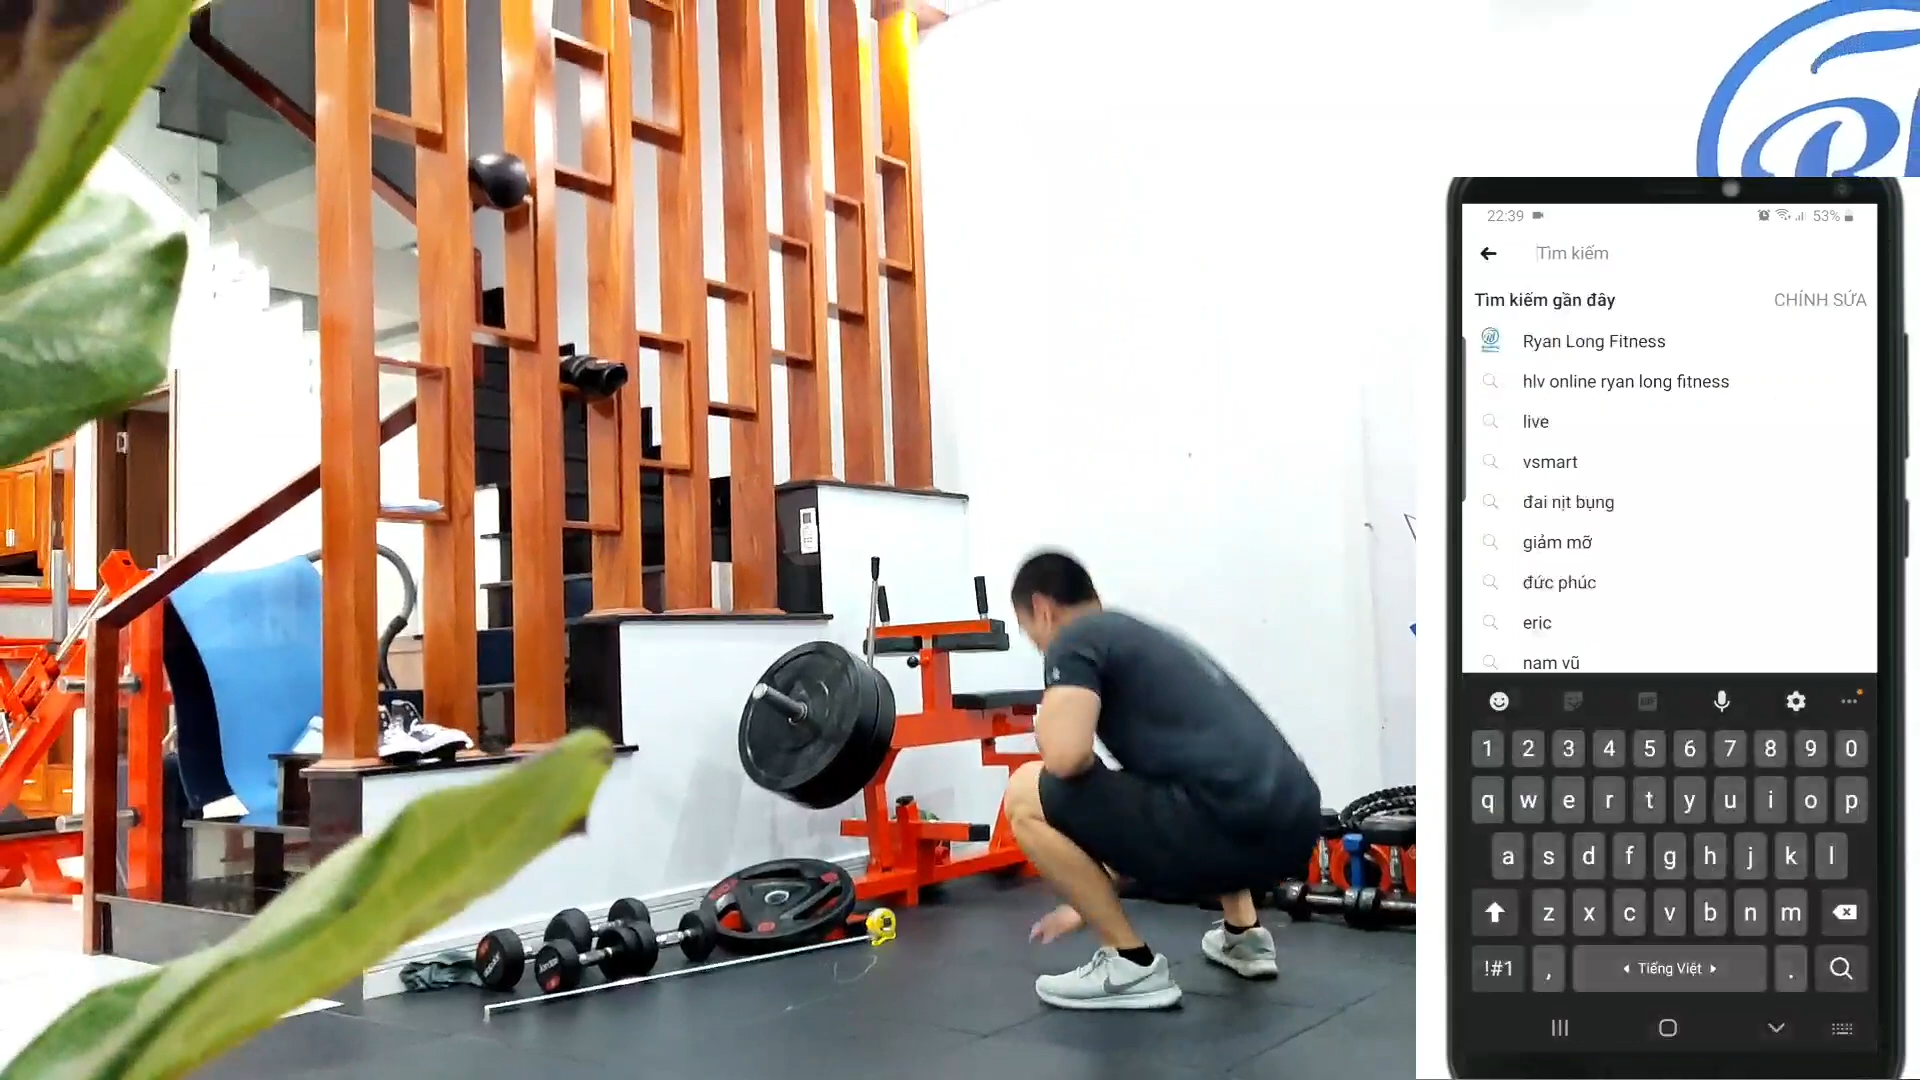 22:39
53%
Tìm kiếm
Tìm kiếm gần đây
CHỈNH SỬA
Ryan Long Fitness
hlv online ryan long fitness
live
vsmart
đai nịt bụng
giảm mỡ
đức phúc
eric
nam vũ
1 2 3 4 5 6 7 8 9 0
q w e r t y u i o p
a s d f g h j k l
z x c v b n m
!#1 , Tiếng Việt .